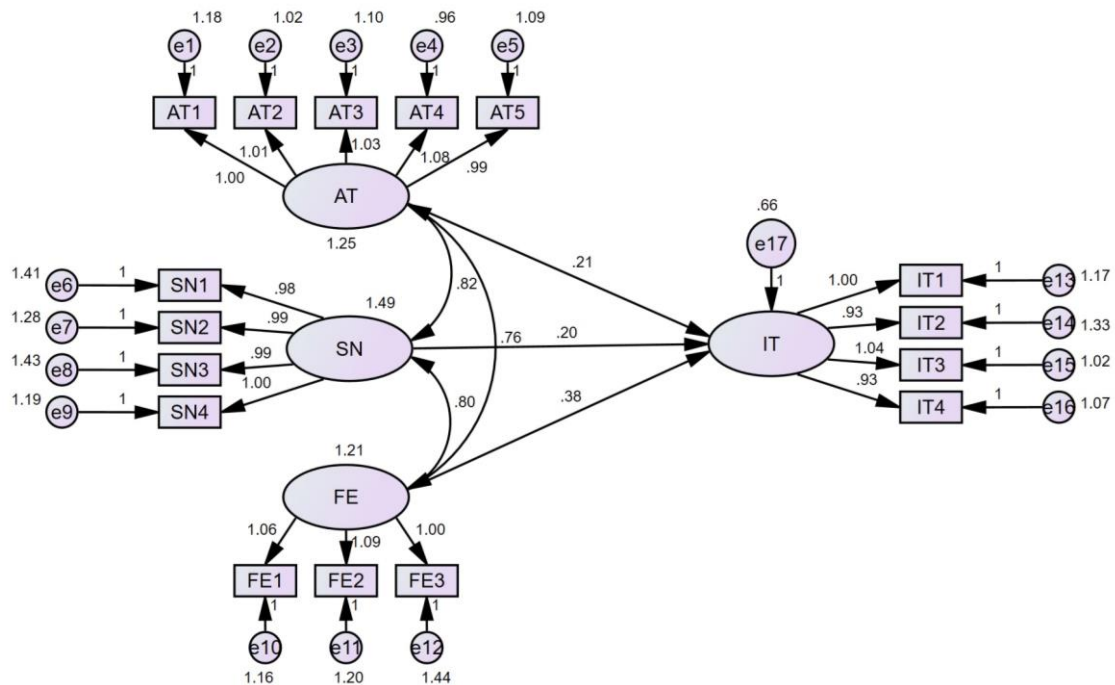 1.18 1.02 1.10 .96 1.09
e1 e2 e3 e4 e5
1 1 1 1 1
AT1 AT2 AT3 AT4 AT5
1.00 1.01 1.03 1.08 .99
AT
1.25
.66
e17
1
.21
.82
.76
1.41 e6 1 SN1 .98
1.28 e7 1 SN2 .99
1.43 e8 1 SN3 .99
1.19 e9 1 SN4 1.00
1.49
SN
.20
IT
1.00 IT1 1 e13 1.17
.93 IT2 1 e14 1.33
1.04 IT3 1 e15 1.02
.93 IT4 1 e16 1.07
.80
.38
1.21
FE
1.06 1.09 1.00
FE1 FE2 FE3
1 1 1
e10 e11 e12
1.16 1.20 1.44